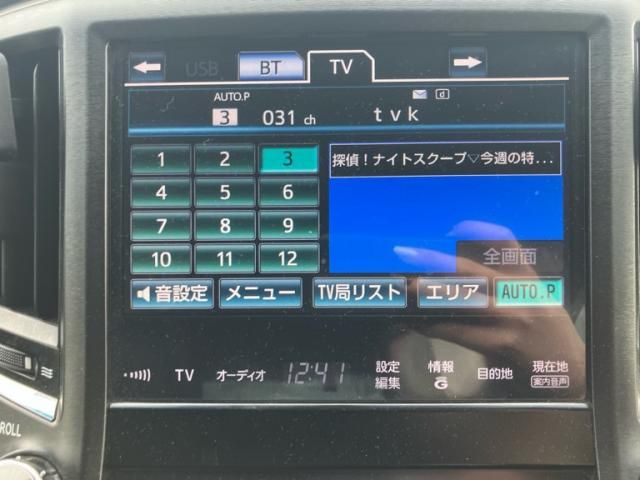 USB BT TV
AUTO.P
3 031 ch tvk
1 2 3
探偵!ナイトスクープ▽今週の特...
4 5 6
7 8 9
10 11 12
全画面
音設定 メニュー TV局リスト エリア AUTO.P
TV オーディオ 12:41 設定 編集 情報 G 目的地 現在地 案内音声
ROLL